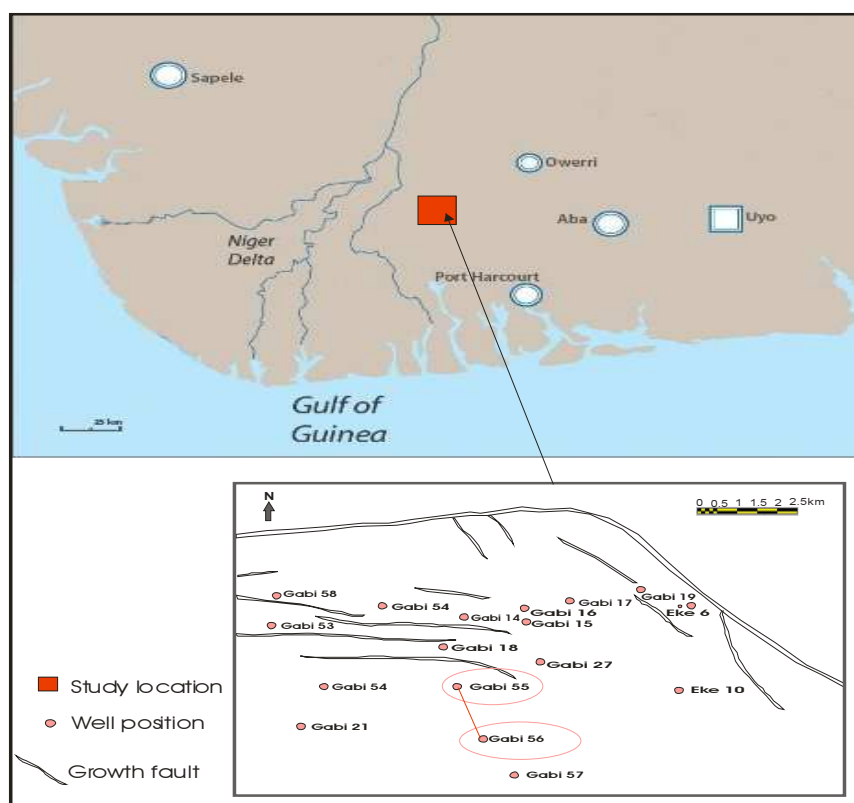 Sapele
Owerri
Aba
Uyo
Niger
Delta
Port Harcourt
Gulf of
Guinea
25 km
N
0 0.5 1 1.5 2 2.5km
Gabi 58
Gabi 54
Gabi 14
Gabi 16
Gabi 17
Gabi 19
Eke 6
Gabi 53
Gabi 15
Gabi 18
Gabi 27
Gabi 54
Gabi 55
Eke 10
Gabi 21
Gabi 56
Gabi 57
Study location
Well position
Growth fault